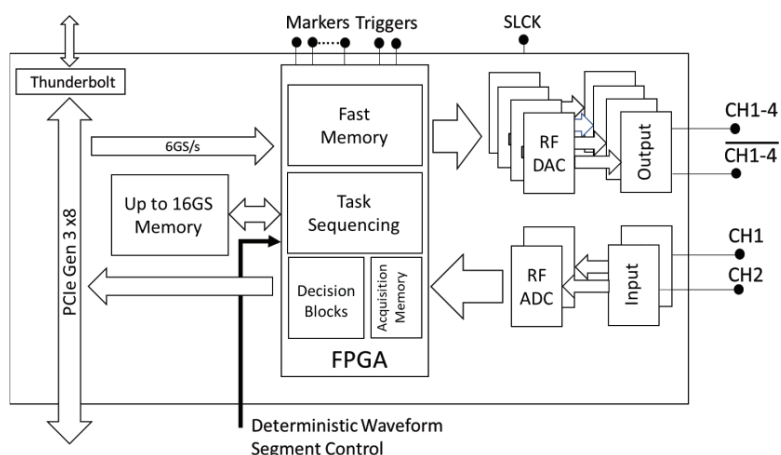 Markers
Triggers
SLCK
Thunderbolt
Fast
Memory
6GS/s
RF
DAC
Output
CH1-4
CH1-4
Up to 16GS
Memory
Task
Sequencing
PCIe Gen 3 x8
Decision
Blocks
Acquisition
Memory
FPGA
RF
ADC
Input
CH1
CH2
Deterministic Waveform
Segment Control